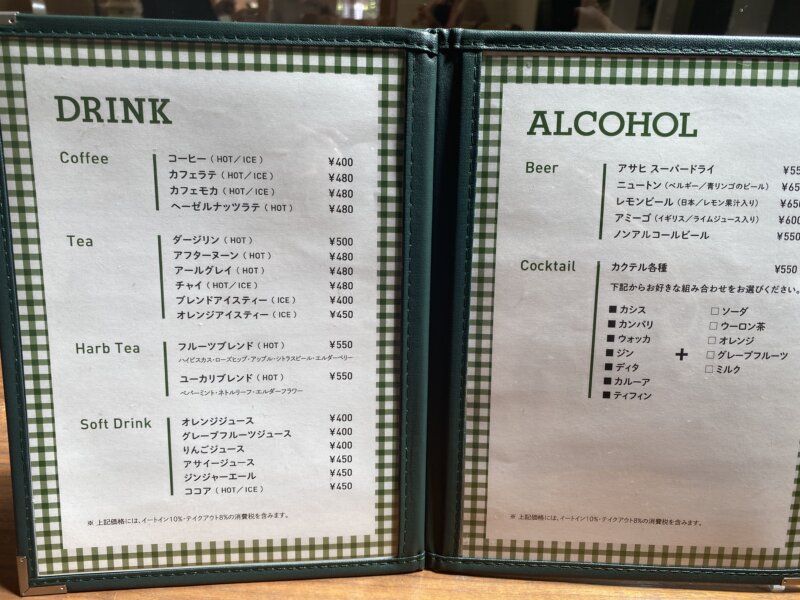 DRINK
Coffee
コーヒー（HOT／ICE） ¥400
カフェラテ（HOT／ICE） ¥480
カフェモカ（HOT／ICE） ¥480
ヘーゼルナッツラテ（HOT） ¥480
Tea
ダージリン（HOT） ¥500
アフターヌーン（HOT） ¥480
アールグレイ（HOT） ¥480
チャイ（HOT／ICE） ¥480
ブレンドアイスティー（ICE） ¥400
オレンジアイスティー（ICE） ¥450
Harb Tea
フルーツブレンド（HOT） ¥550
ハイビスカス・ローズヒップ・アップル・シトラスピール・エルダーベリー
ユーカリブレンド（HOT） ¥550
ペパーミント・ネトルリーフ・エルダーフラワー
Soft Drink
オレンジジュース ¥400
グレープフルーツジュース ¥400
りんごジュース ¥400
アサイージュース ¥450
ジンジャーエール ¥450
ココア（HOT／ICE） ¥450
※ 上記価格には、イートイン10%・テイクアウト8%の消費税を含みます。
ALCOHOL
Beer
アサヒ スーパードライ ¥55
ニュートン（ベルギー／青リンゴのビール） ¥65
レモンビール（日本／レモン果汁入り） ¥650
アミーゴ（イギリス／ライムジュース入り） ¥600
ノンアルコールビール ¥550
Cocktail
カクテル各種 ¥550
下記からお好きな組み合わせをお選びください。
■ カシス
■ カンパリ
■ ウォッカ
■ ジン
■ ディタ
■ カルーア
■ ティフィン
+
□ ソーダ
□ ウーロン茶
□ オレンジ
□ グレープフルーツ
□ ミルク
※ 上記価格には、イートイン10%・テイクアウト8%の消費税を含みます。